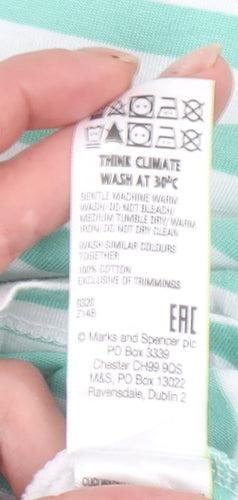 THINK CLIMATE
WASH AT 30°C
GENTLE MACHINE WARM
WASH/ DO NOT BLEACH/
MEDIUM TUMBLE DRY/ WARM
IRON/ DO NOT DRY CLEAN
WASH SIMILAR COLOURS
TOGETHER
100% COTTON
EXCLUSIVE OF TRIMMINGS
0320
Z14B
EAC
© Marks and Spencer plc
PO Box 3339
Chester CH99 9QS
M&S, PO Box 13022
Ravensdale, Dublin 2